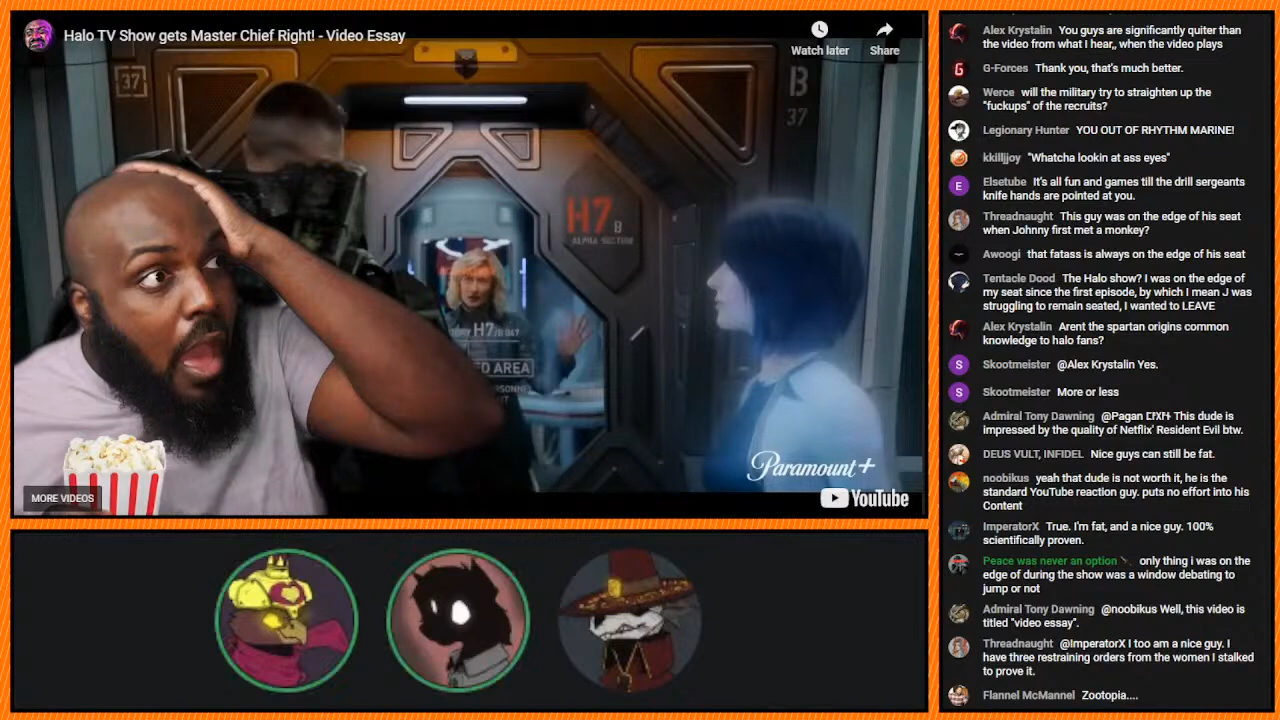 Halo TV Show gets Master Chief Right! - Video Essay
Watch later
Share
37
B
37
H7
B
ALPHA SECTION
H7
ED AREA
Paramount+
YouTube
MORE VIDEOS
Alex Krystalin You guys are significantly quiter than
the video from what I hear,, when the video plays
G-Forces Thank you, that's much better.
Werce will the military try to straighten up the
"fuckups" of the recruits?
Legionary Hunter YOU OUT OF RHYTHM MARINE!
kkilljjoy "Whatcha lookin at ass eyes"
Elsetube It's all fun and games till the drill sergeants
knife hands are pointed at you.
Threadnaught This guy was on the edge of his seat
when Johnny first met a monkey?
Awoogi that fatass is always on the edge of his seat
Tentacle Dood The Halo show? I was on the edge of
my seat since the first episode, by which I mean J was
struggling to remain seated, I wanted to LEAVE
Alex Krystalin Arent the spartan origins common
knowledge to halo fans?
Skootmeister @Alex Krystalin Yes.
Skootmeister More or less
Admiral Tony Dawning @Pagan This dude is
impressed by the quality of Netflix' Resident Evil btw.
DEUS VULT, INFIDEL Nice guys can still be fat.
noobikus yeah that dude is not worth it, he is the
standard YouTube reaction guy. puts no effort into his
Content
ImperatorX True. I'm fat, and a nice guy. 100%
scientifically proven.
Peace was never an option only thing i was on the
edge of during the show was a window debating to
jump or not
Admiral Tony Dawning @noobikus Well, this video is
titled "video essay".
Threadnaught @ImperatorX I too am a nice guy. I
have three restraining orders from the women I stalked
to prove it.
Flannel McMannel Zootopia....